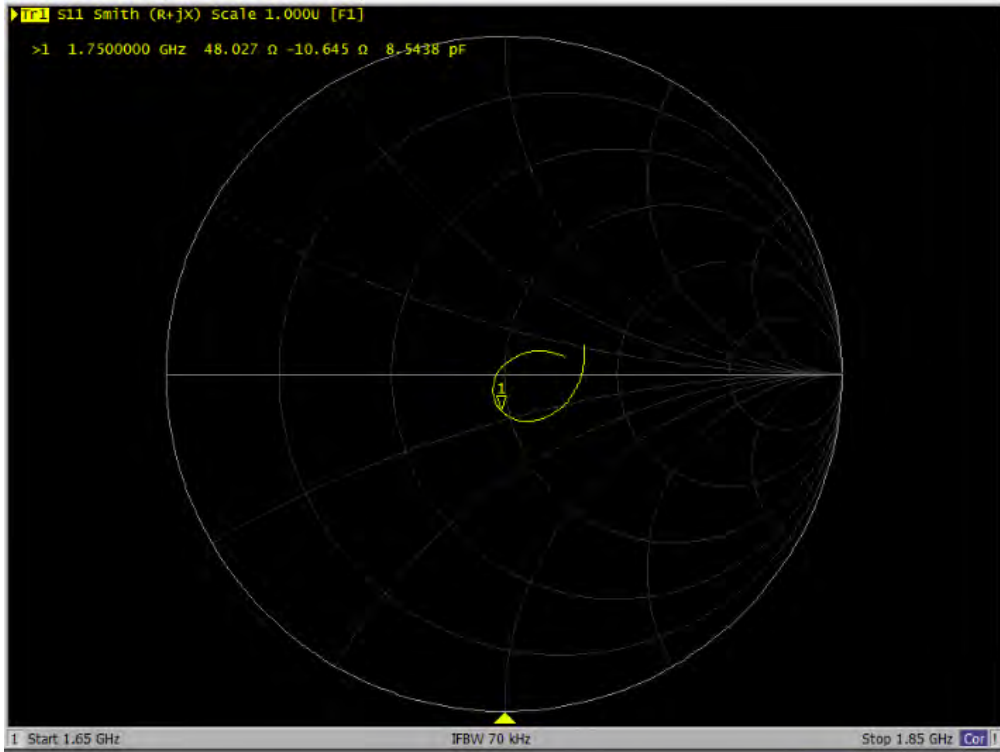 Tr1 S11 Smith (R+jX) Scale 1.000U [F1]
>1 1.7500000 GHz 48.027 Ω -10.645 Ω 8.5438 pF
1
1 Start 1.65 GHz IFBW 70 kHz Stop 1.85 GHz Cor !